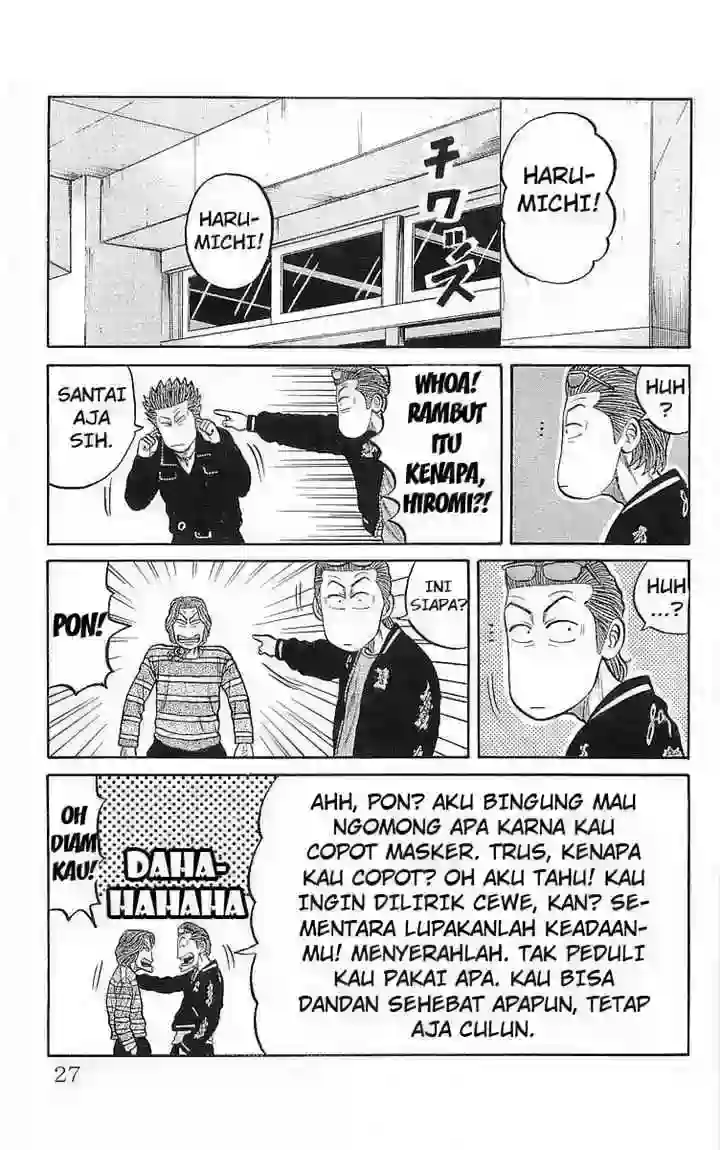 HARU-
MICHI!
チワッス
HARU-
MICHI!
HUH
?
...
WHOA!
RAMBUT
ITU
KENAPA,
HIROMI?!
SANTAI
AJA
SIH.
HUH
...?
...
INI
SIAPA?
PON!
AHH, PON? AKU BINGUNG MAU
NGOMONG APA KARNA KAU
COPOT MASKER. TRUS, KENAPA
KAU COPOT? OH AKU TAHU! KAU
INGIN DILIRIK CEWE, KAN? SE-
MENTARA LUPAKANLAH KEADAAN-
MU! MENYERAHLAH. TAK PEDULI
KAU PAKAI APA. KAU BISA
DANDAN SEHEBAT APAPUN, TETAP
AJA CULUN.
DAHA-
HAHAHA
OH
DIAM
KAU!
27